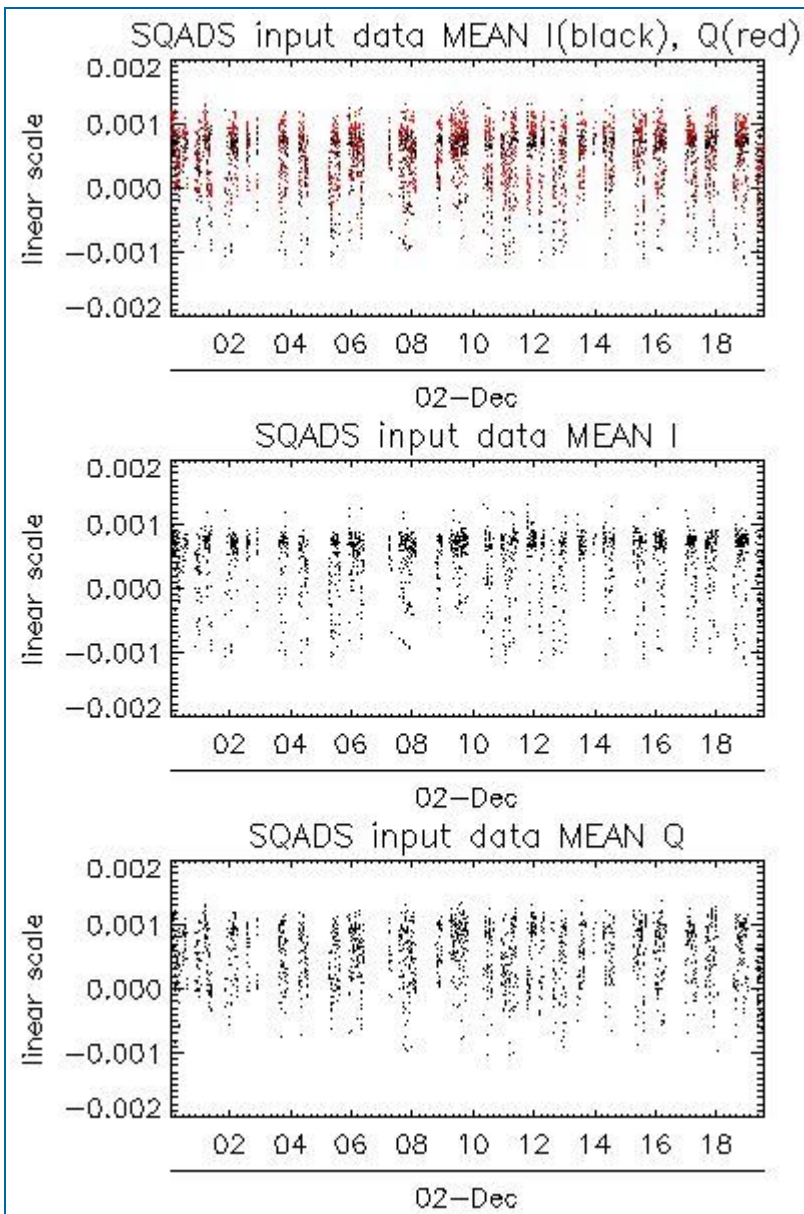 SQADS input data MEAN I(black), Q(red)
0.002
0.001
0.000
−0.001
−0.002
linear scale
02 04 06 08 10 12 14 16 18
02-Dec
SQADS input data MEAN I
0.002
0.001
0.000
−0.001
−0.002
linear scale
02 04 06 08 10 12 14 16 18
02-Dec
SQADS input data MEAN Q
0.002
0.001
0.000
−0.001
−0.002
linear scale
02 04 06 08 10 12 14 16 18
02-Dec